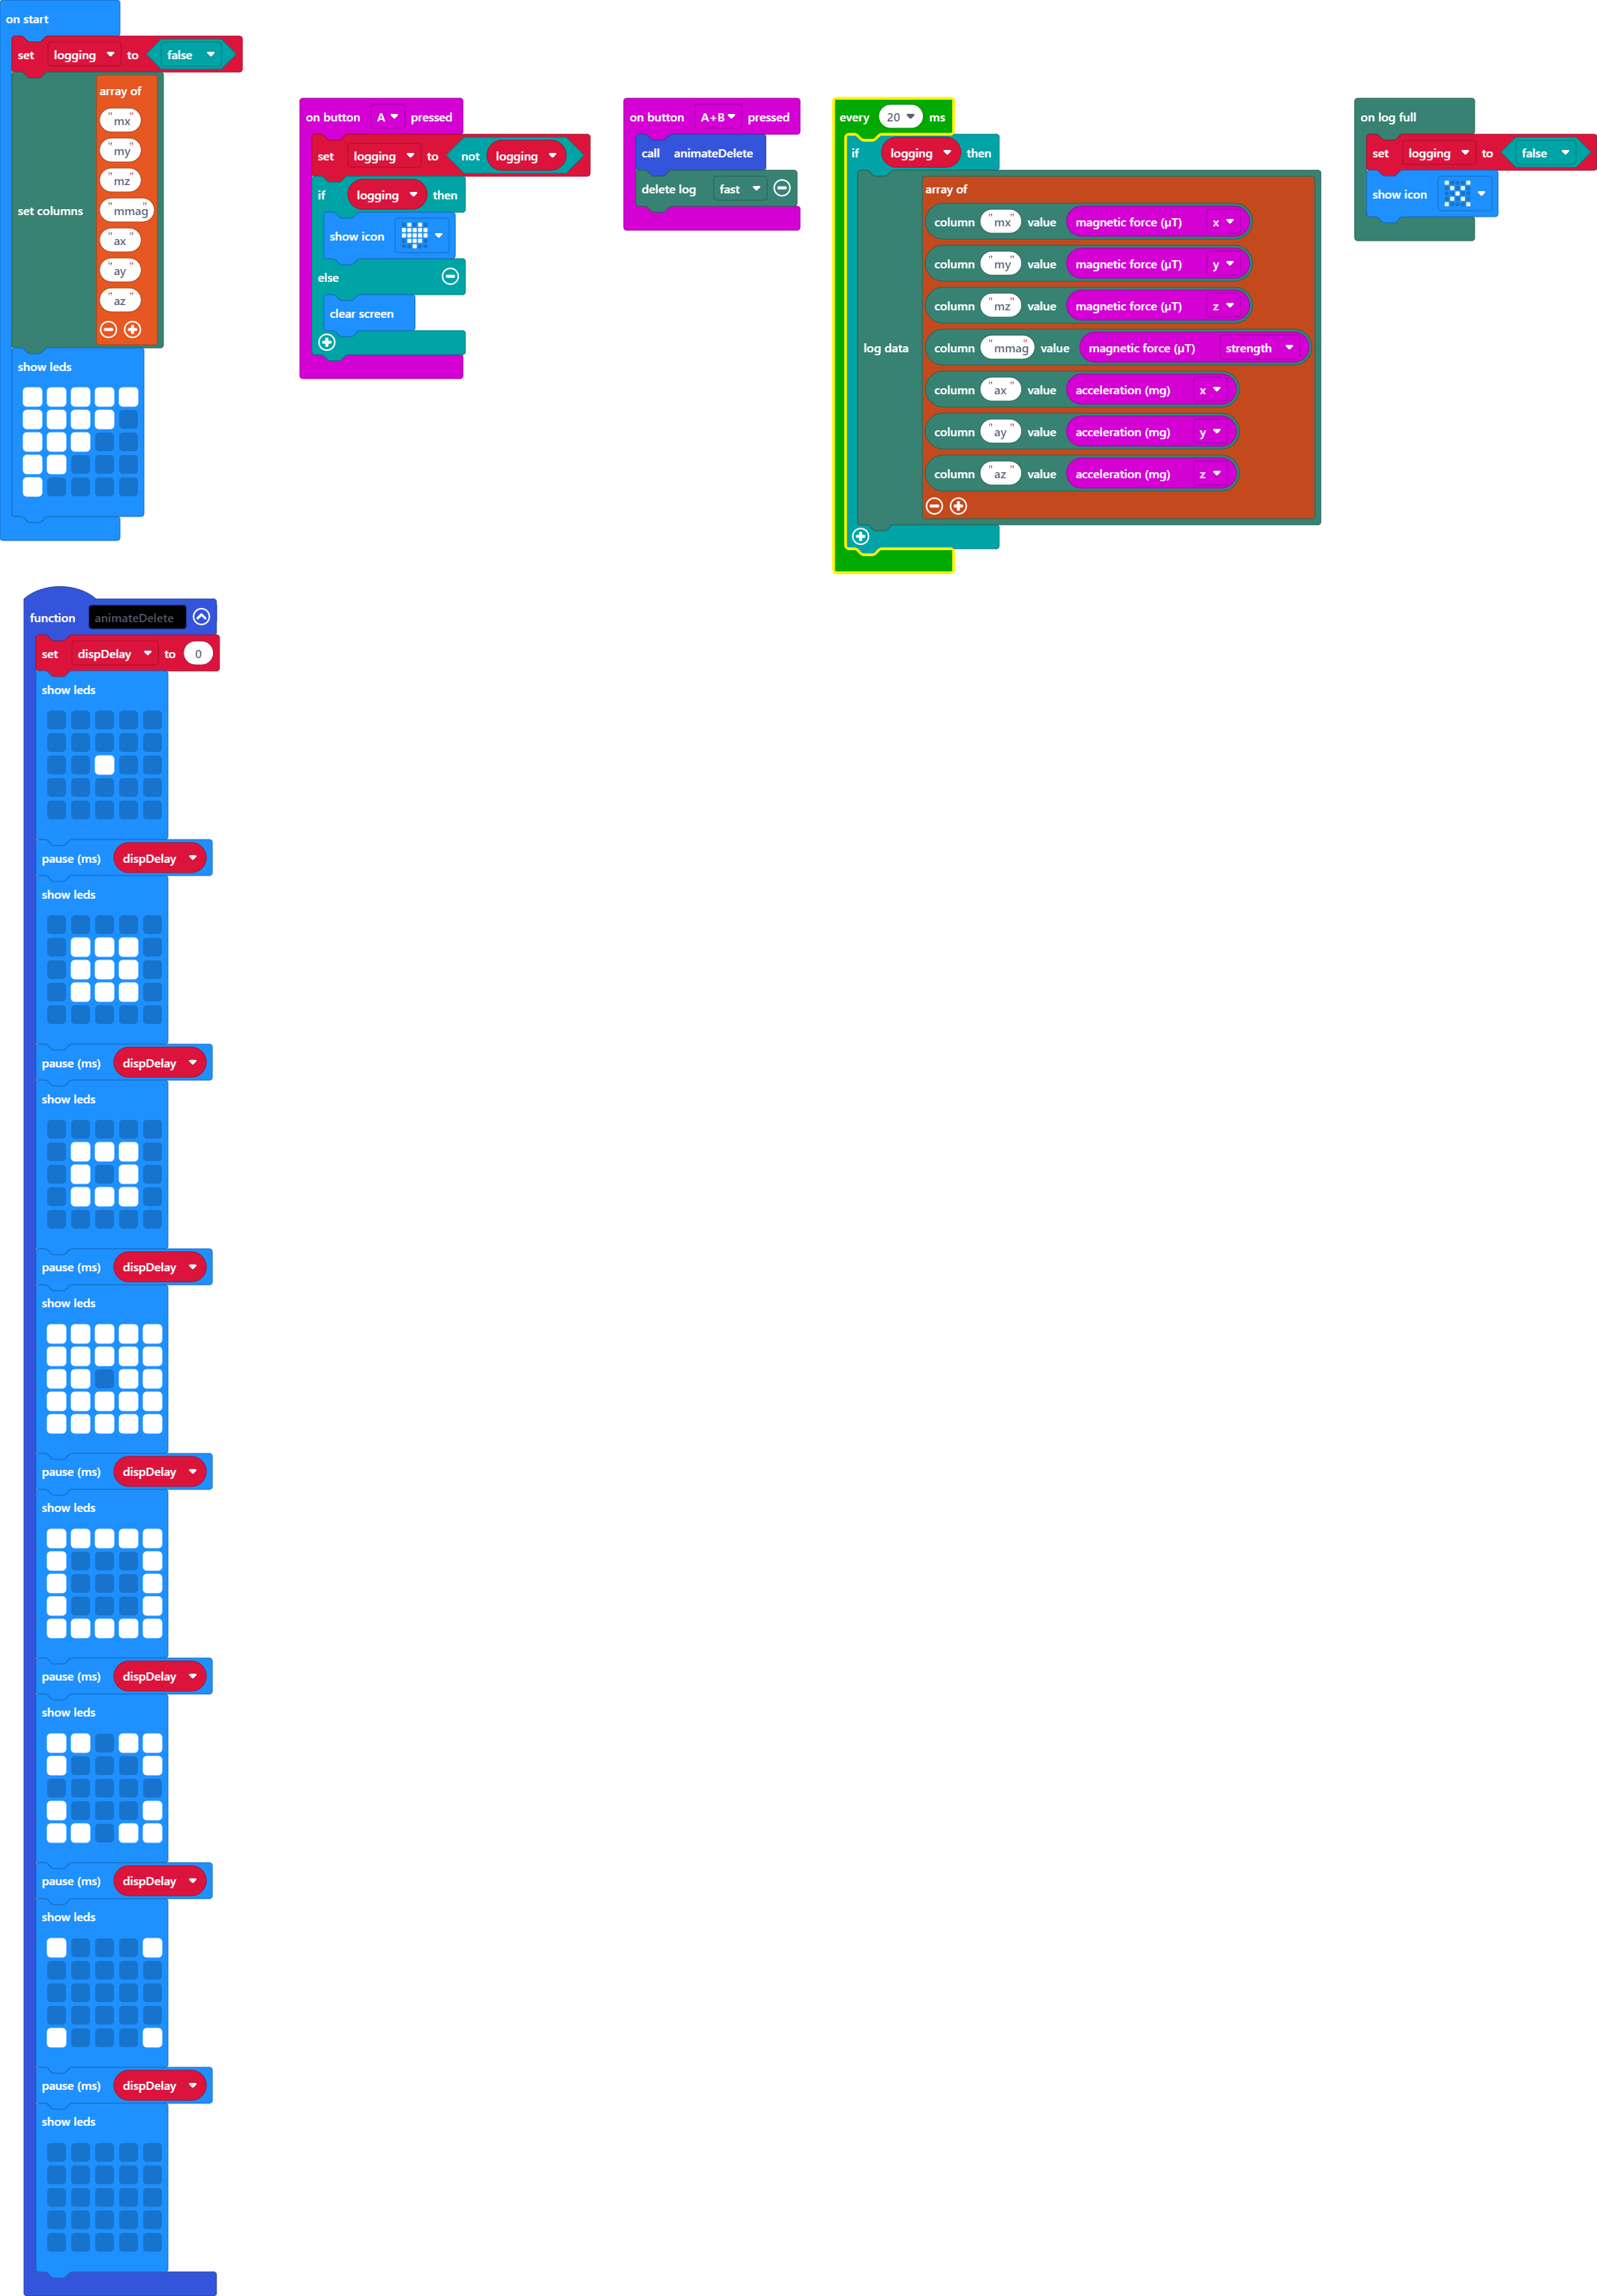 on start
set logging to false
set columns
array of
"mx"
"my"
"mz"
"mmag"
"ax"
"ay"
"az"
show leds
on button A pressed
set logging to not logging
if logging then
show icon
else
clear screen
on button A+B pressed
call animateDelete
delete log fast
every 20 ms
if logging then
log data
array of
column "mx" value magnetic force (µT) x
column "my" value magnetic force (µT) y
column "mz" value magnetic force (µT) z
column "mmag" value magnetic force (µT) strength
column "ax" value acceleration (mg) x
column "ay" value acceleration (mg) y
column "az" value acceleration (mg) z
on log full
set logging to false
show icon
function animateDelete
set dispDelay to 0
show leds
pause (ms) dispDelay
show leds
pause (ms) dispDelay
show leds
pause (ms) dispDelay
show leds
pause (ms) dispDelay
show leds
pause (ms) dispDelay
show leds
pause (ms) dispDelay
show leds
pause (ms) dispDelay
show leds